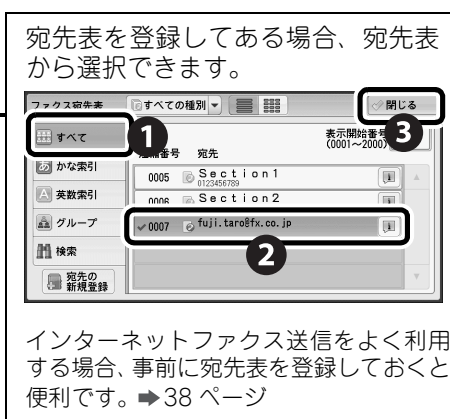 宛先表を登録してある場合、宛先表
から選択できます。
ファクス宛先表
すべての種別
閉じる
すべて
1
3
表示開始番号
(0001～2000)
番号 宛先
かな索引
0005 Section1
0123456789
英数索引
0006 Section2
グループ
0007 fuji.taro@fx.co.jp
2
検索
宛先の
新規登録
インターネットファクス送信をよく利用
する場合、事前に宛先表を登録しておくと
便利です。➡38 ページ